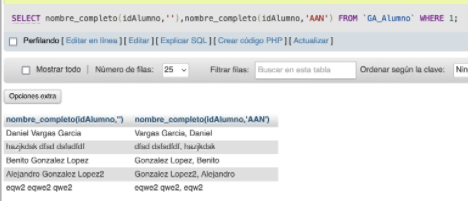 SELECT nombre_completo(idAlumno,''),nombre_completo(idAlumno,'AAN') FROM `GA_Alumno` WHERE 1;
Perfilando [ Editar en línea ] [ Editar ] [ Explicar SQL ] [ Crear código PHP ] [ Actualizar ]
Mostrar todo | Número de filas: 25 Filtrar filas: Buscar en esta tabla Ordenar según la clave: Nin
Opciones extra
nombre_completo(idAlumno,'') nombre_completo(idAlumno,'AAN')
Daniel Vargas Garcia Vargas Garcia, Daniel
hazjkdsk dfsd dsfadfdf dfsd dsfadfdf, hazjkdsk
Benito Gonzalez Lopez Gonzalez Lopez, Benito
Alejandro Gonzalez Lopez2 Gonzalez Lopez2, Alejandro
eqw2 eqwe2 qwe2 eqwe2 qwe2, eqw2